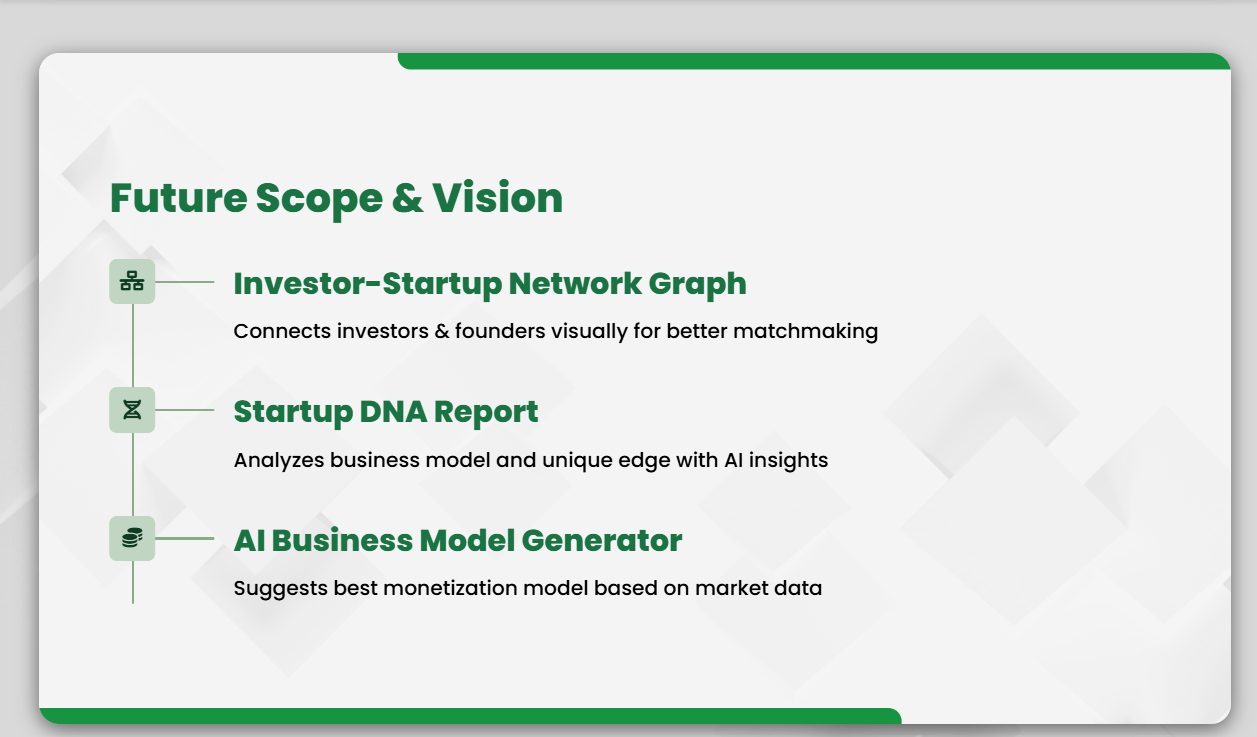 Future Scope & Vision
Investor-Startup Network Graph
Connects investors & founders visually for better matchmaking
Startup DNA Report
Analyzes business model and unique edge with AI insights
AI Business Model Generator
Suggests best monetization model based on market data